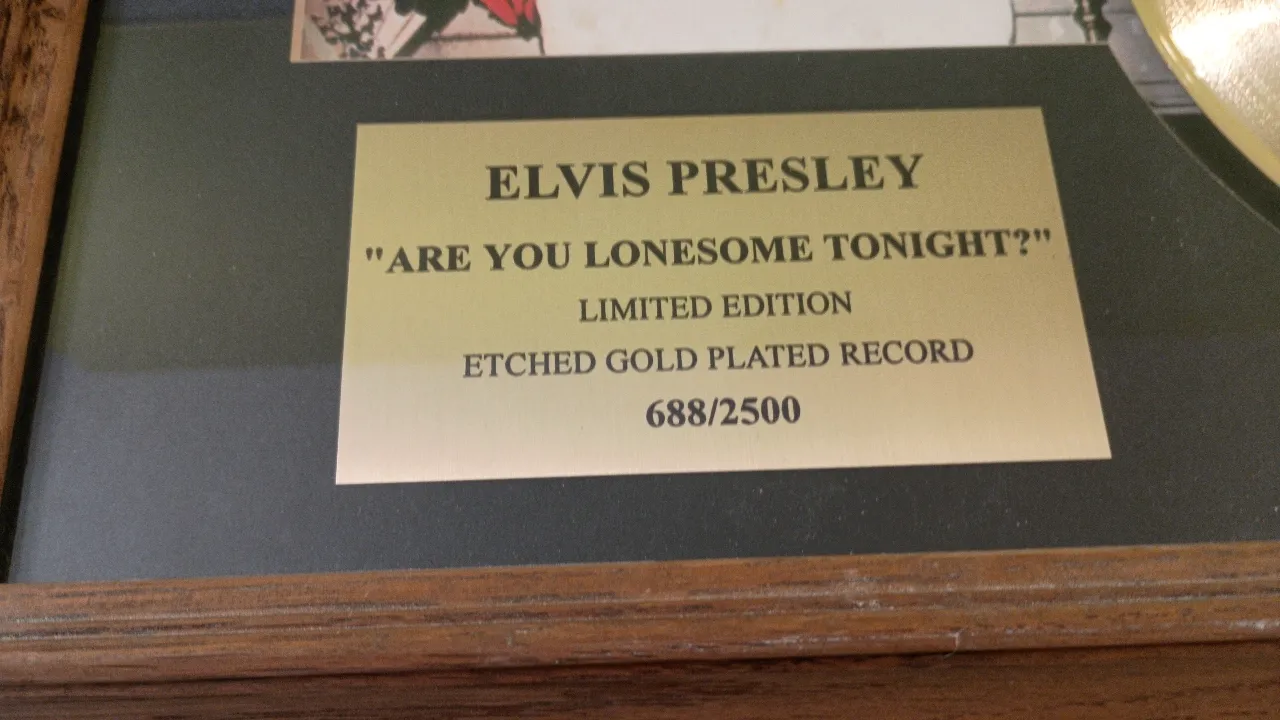 ELVIS PRESLEY
"ARE YOU LONESOME TONIGHT?"
LIMITED EDITION
ETCHED GOLD PLATED RECORD
688/2500